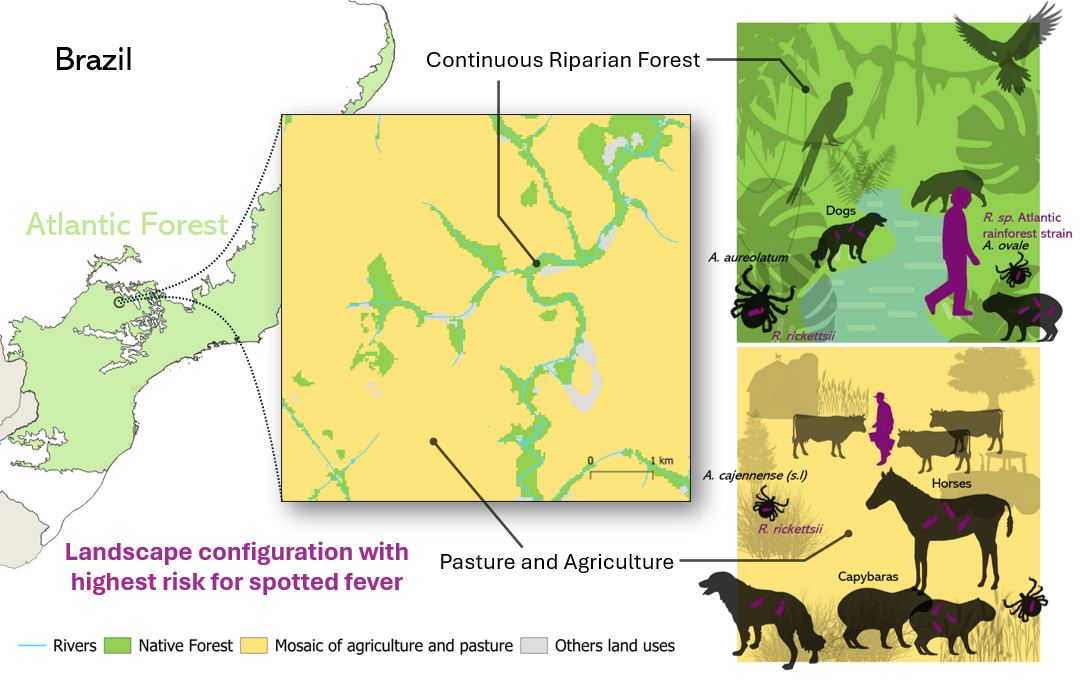 Brazil
Atlantic Forest
Continuous Riparian Forest
0 1 km
Pasture and Agriculture
Landscape configuration with
highest risk for spotted fever
Dogs
A. aureolatum
R. rickettsii
R. sp. Atlantic
rainforest strain
A. ovale
A. cajennense (s.l)
R. rickettsii
Horses
Capybaras
Rivers
Native Forest
Mosaic of agriculture and pasture
Others land uses